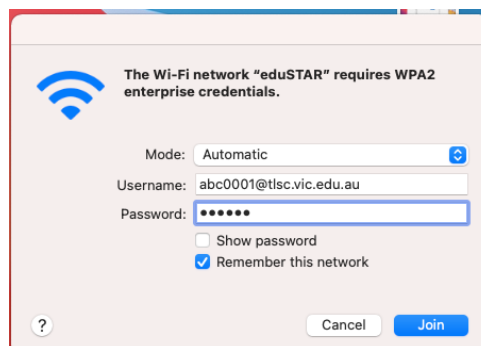 The Wi-Fi network “eduSTAR” requires WPA2
enterprise credentials.
Mode: Automatic
Username: abc0001@tlsc.vic.edu.au
Password: ••••••
Show password
Remember this network
? Cancel Join